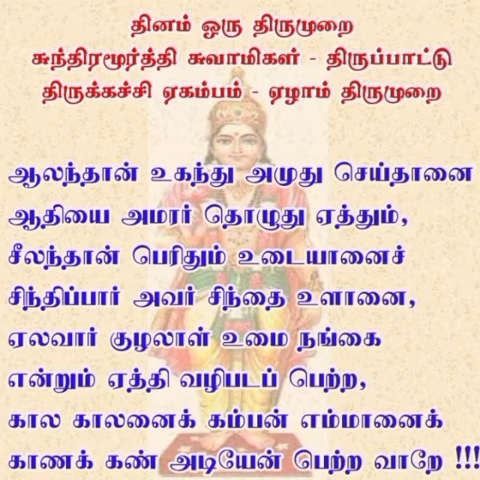 தினம் ஒரு திருமுறை
சுந்திரமூர்த்தி சுவாமிகள் - திருப்பாட்டு
திருக்கச்சி ஏகம்பம் - ஏழாம் திருமுறை
ஆலந்தான் உகந்து அமுது செய்தானை
ஆதியை அமரர் தொழுது ஏத்தும்,
சீலந்தான் பெரிதும் உடையானைச்
சிந்திப்பார் அவர் சிந்தை உளானை,
ஏலவார் குழலாள் உமை நங்கை
என்றும் ஏத்தி வழிபடப் பெற்ற,
கால காலனைக் கம்பன் எம்மானைக்
காணக் கண் அடியேன் பெற்ற வாறே !!!